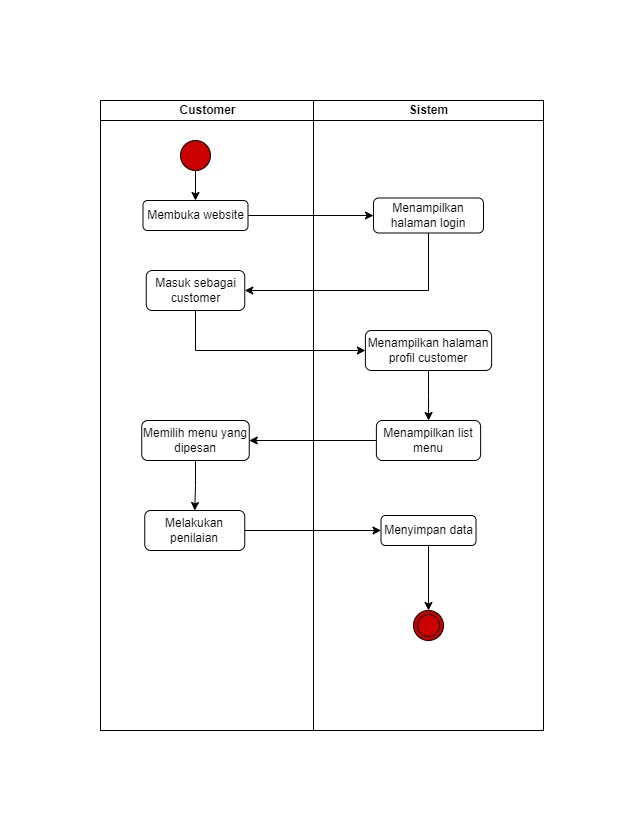 Customer
Sistem
Membuka website
Menampilkan
halaman login
Masuk sebagai
customer
Menampilkan halaman
profil customer
Menampilkan list
menu
Memilih menu yang
dipesan
Melakukan
penilaian
Menyimpan data